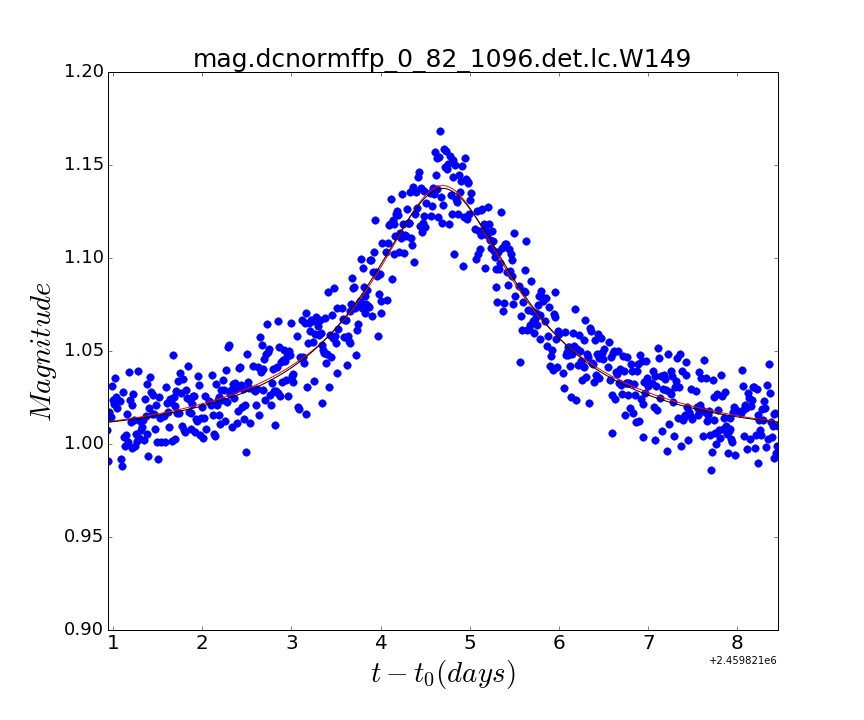 mag.dcnormffp_0_82_1096.det.lc.W149
1.20
1.15
1.10
1.05
1.00
0.95
0.90
Magnitude
1 2 3 4 5 6 7 8
+2.459821e6
t − t₀(days)